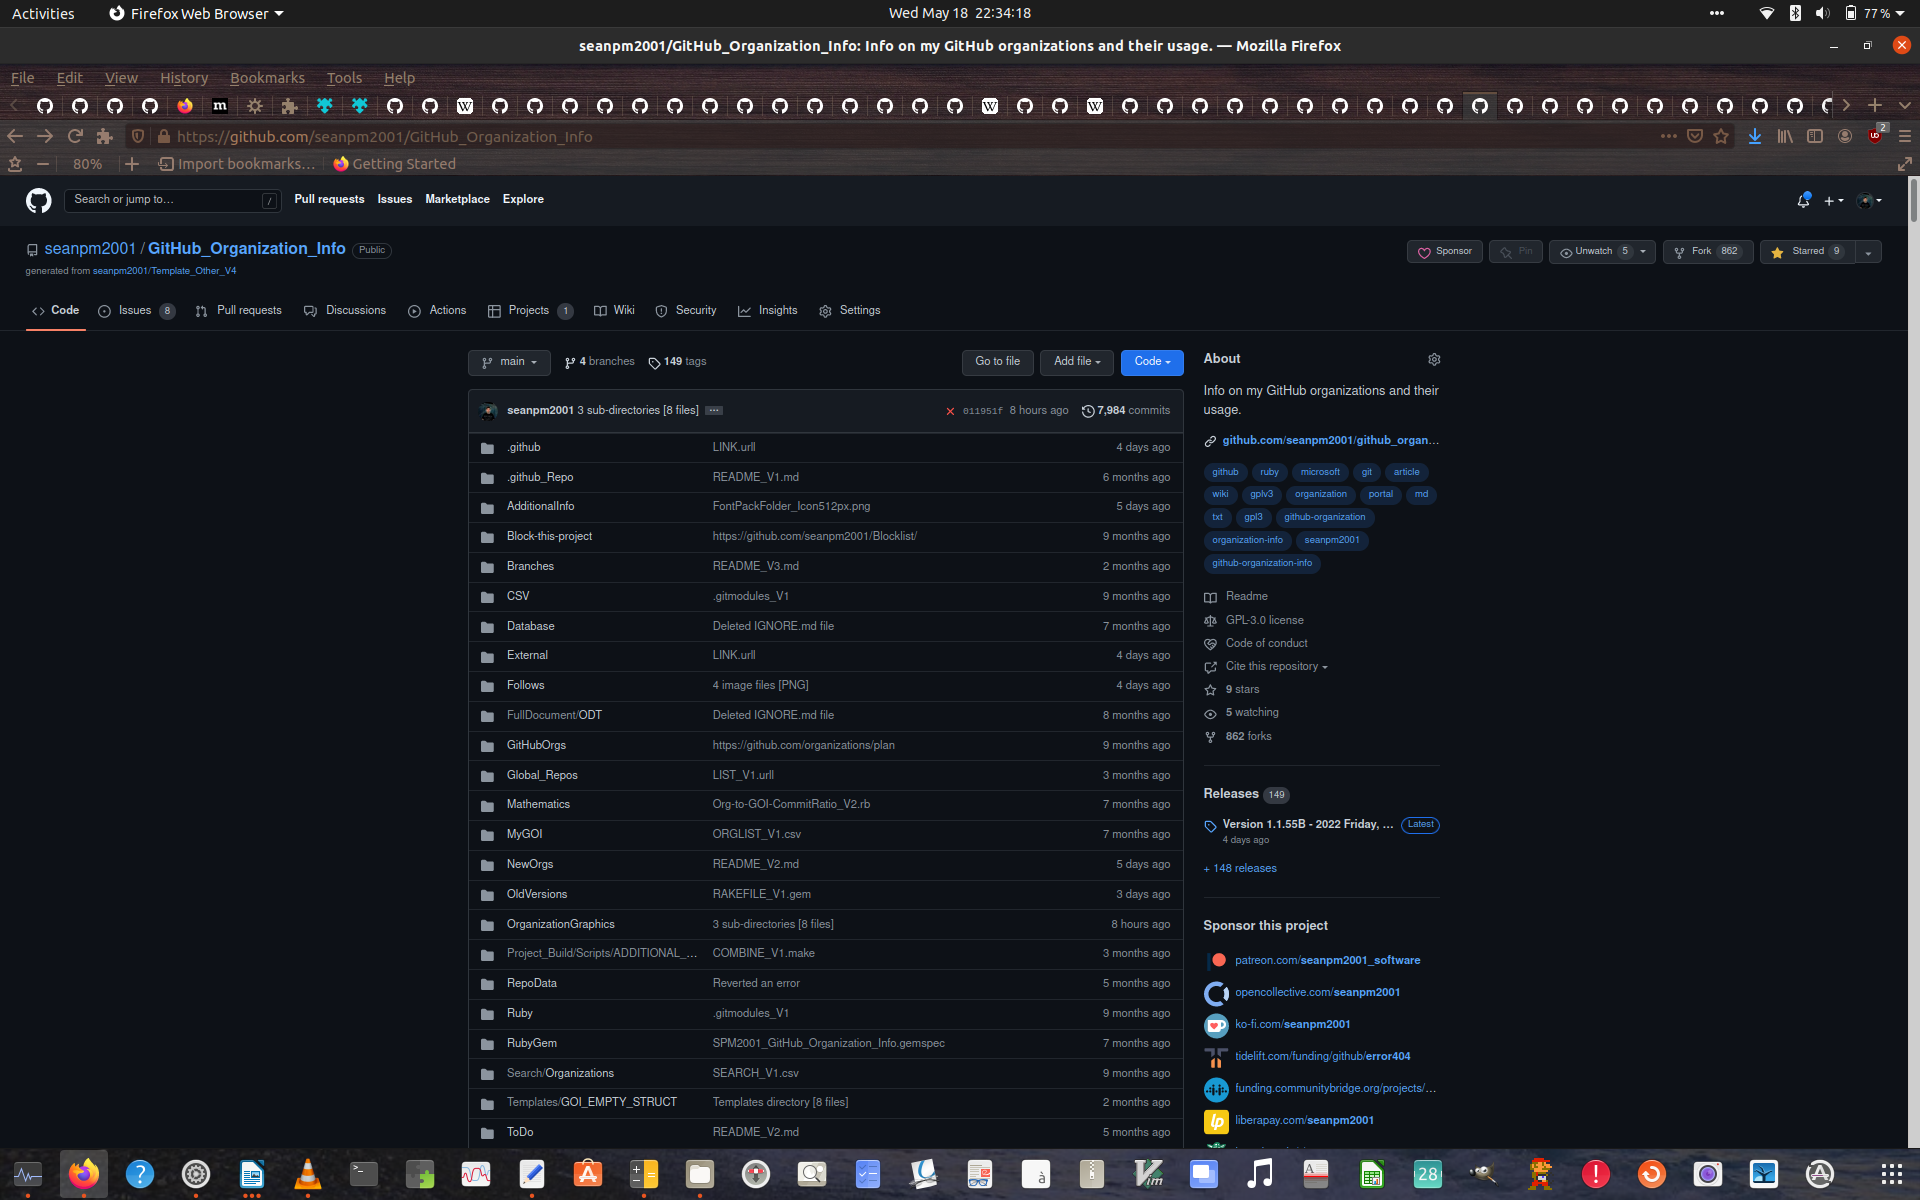 Activities Firefox Web Browser Wed May 18 22:34:18 77 %
seanpm2001/GitHub_Organization_Info: Info on my GitHub organizations and their usage. — Mozilla Firefox
File Edit View History Bookmarks Tools Help
https://github.com/seanpm2001/GitHub_Organization_Info 2
80% Import bookmarks... Getting Started
Search or jump to... / Pull requests Issues Marketplace Explore
seanpm2001 / GitHub_Organization_Info Public
Sponsor Pin Unwatch 5 Fork 862 Starred 9
generated from seanpm2001/Template_Other_V4
Code Issues 8 Pull requests Discussions Actions Projects 1 Wiki Security Insights Settings
main 4 branches 149 tags Go to file Add file Code
seanpm2001 3 sub-directories [8 files] ... 011951f 8 hours ago 7,984 commits
.github LINK.urll 4 days ago
.github_Repo README_V1.md 6 months ago
AdditionalInfo FontPackFolder_Icon512px.png 5 days ago
Block-this-project https://github.com/seanpm2001/Blocklist/ 9 months ago
Branches README_V3.md 2 months ago
CSV .gitmodules_V1 9 months ago
Database Deleted IGNORE.md file 7 months ago
External LINK.urll 4 days ago
Follows 4 image files [PNG] 4 days ago
FullDocument/ODT Deleted IGNORE.md file 8 months ago
GitHubOrgs https://github.com/organizations/plan 9 months ago
Global_Repos LIST_V1.urll 3 months ago
Mathematics Org-to-GOI-CommitRatio_V2.rb 7 months ago
MyGOI ORGLIST_V1.csv 7 months ago
NewOrgs README_V2.md 5 days ago
OldVersions RAKEFILE_V1.gem 3 days ago
OrganizationGraphics 3 sub-directories [8 files] 8 hours ago
Project_Build/Scripts/ADDITIONAL_... COMBINE_V1.make 3 months ago
RepoData Reverted an error 5 months ago
Ruby .gitmodules_V1 9 months ago
RubyGem SPM2001_GitHub_Organization_Info.gemspec 7 months ago
Search/Organizations SEARCH_V1.csv 9 months ago
Templates/GOI_EMPTY_STRUCT Templates directory [8 files] 2 months ago
ToDo README_V2.md 5 months ago
About
Info on my GitHub organizations and their
usage.
github.com/seanpm2001/github_organ...
github ruby microsoft git article
wiki gplv3 organization portal md
txt gpl3 github-organization
organization-info seanpm2001
github-organization-info
Readme
GPL-3.0 license
Code of conduct
Cite this repository
9 stars
5 watching
862 forks
Releases 149
Version 1.1.55B - 2022 Friday, ... Latest
4 days ago
+ 148 releases
Sponsor this project
patreon.com/seanpm2001_software
opencollective.com/seanpm2001
ko-fi.com/seanpm2001
tidelift.com/funding/github/error404
funding.communitybridge.org/projects/...
lp liberapay.com/seanpm2001
28